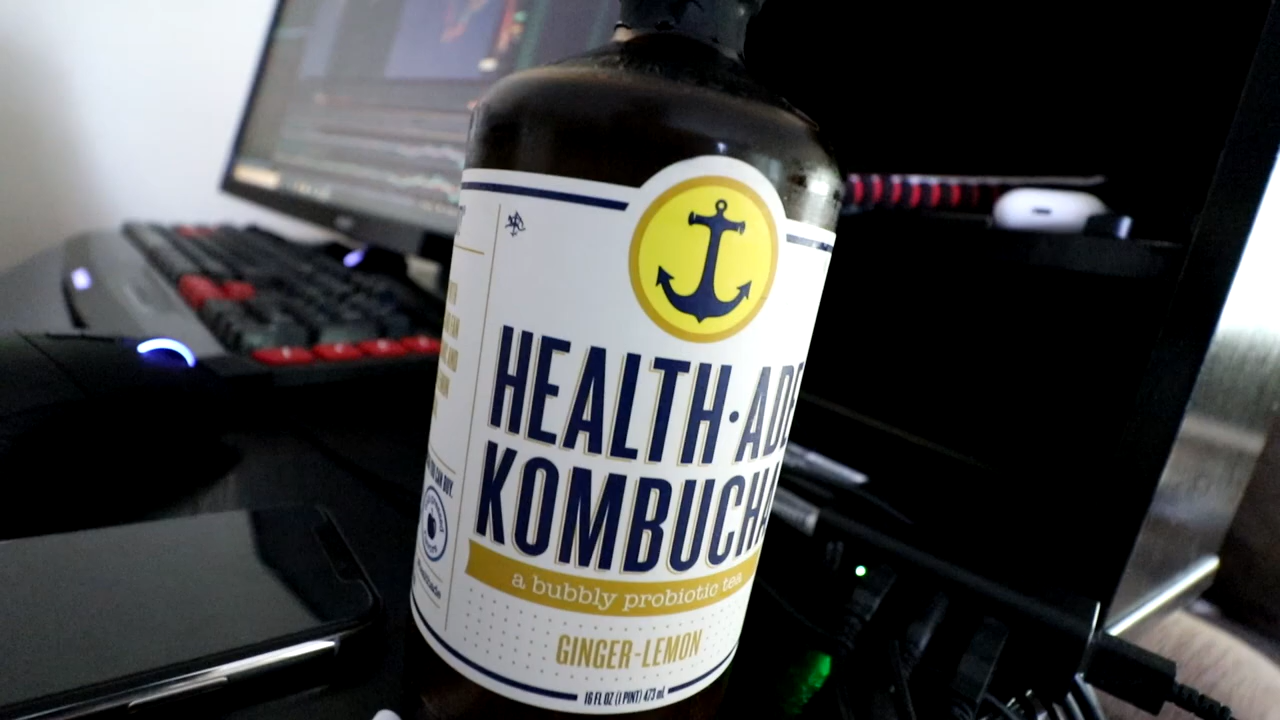 HEALTH·ADE
KOMBUCHA
a bubbly probiotic tea
GINGER-LEMON
16 FL OZ (1 PINT) 473 mL